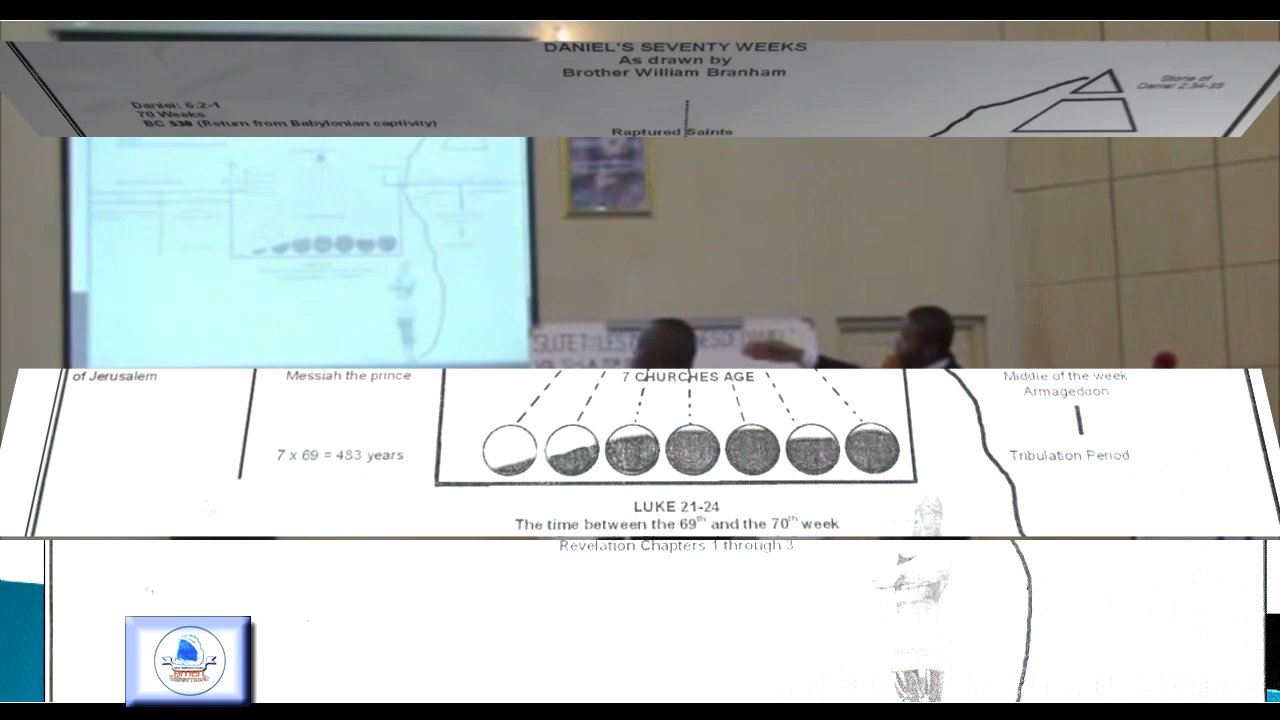 DANIEL'S SEVENTY WEEKS
As drawn by
Brother William Branham
Stone of
Daniel 2:34-35
Daniel: 6.2-1
70 Weeks
BC 538 (Return from Babylonian captivity)
Raptured Saints
SUJET: LES
of Jerusalem
Messiah the prince
7 CHURCHES AGE
Middle of the week
Armageddon
7 x 69 = 483 years
Tribulation Period
LUKE 21-24
The time between the 69th and the 70th week
Revelation Chapters 1 through 3